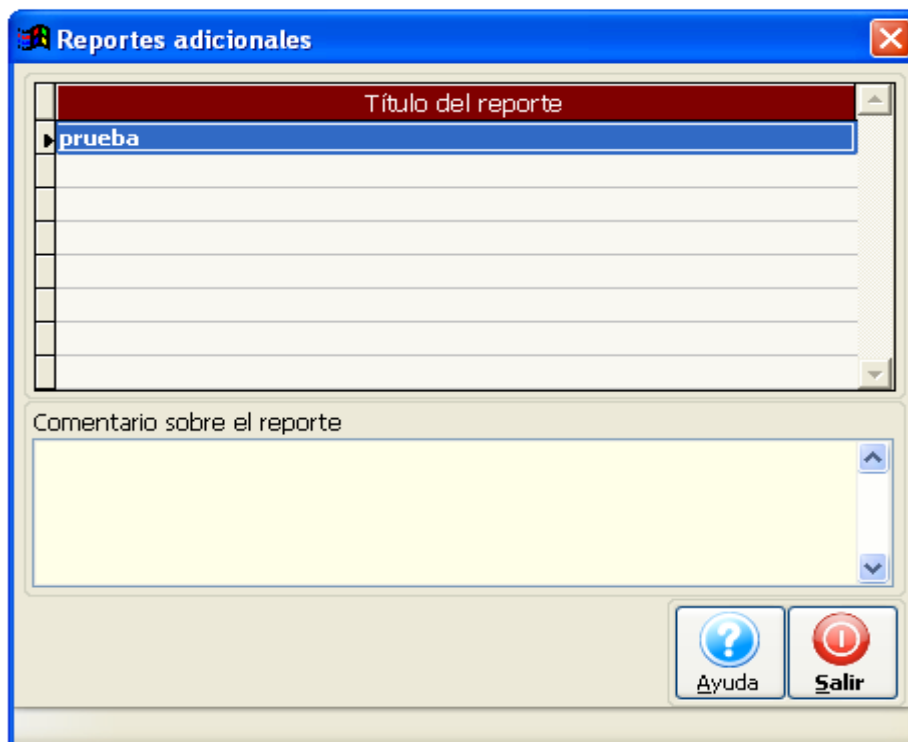 Reportes adicionales
Título del reporte
prueba
Comentario sobre el reporte
Ayuda
Salir